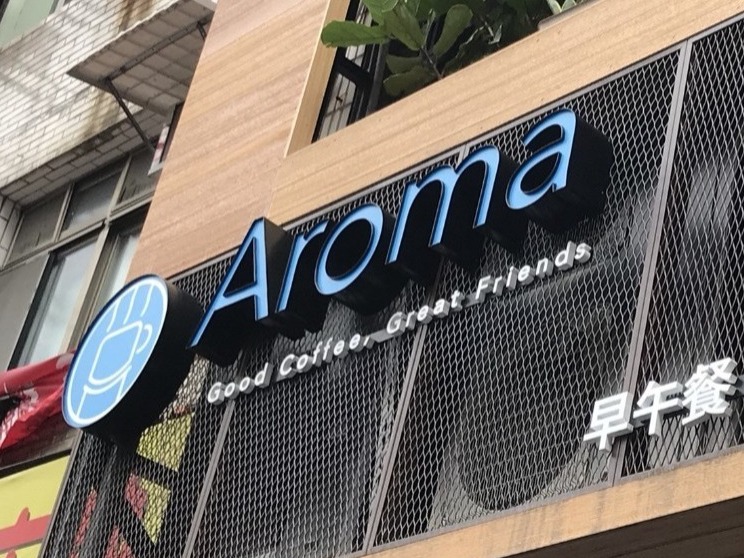 Aroma
Good Coffee, Great Friends
早午餐